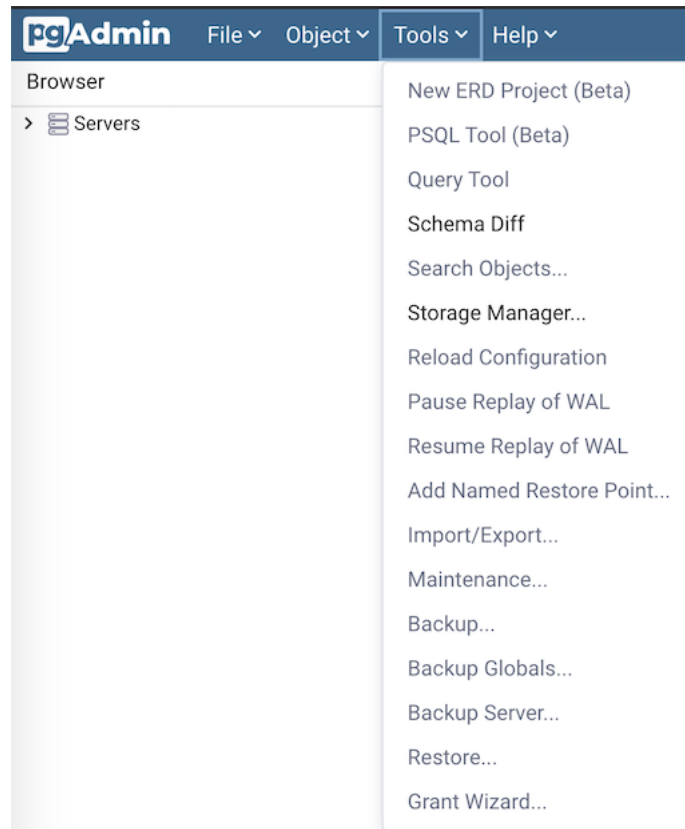 pgAdmin File Object Tools Help
Browser
Servers
New ERD Project (Beta)
PSQL Tool (Beta)
Query Tool
Schema Diff
Search Objects...
Storage Manager...
Reload Configuration
Pause Replay of WAL
Resume Replay of WAL
Add Named Restore Point...
Import/Export...
Maintenance...
Backup...
Backup Globals...
Backup Server...
Restore...
Grant Wizard...